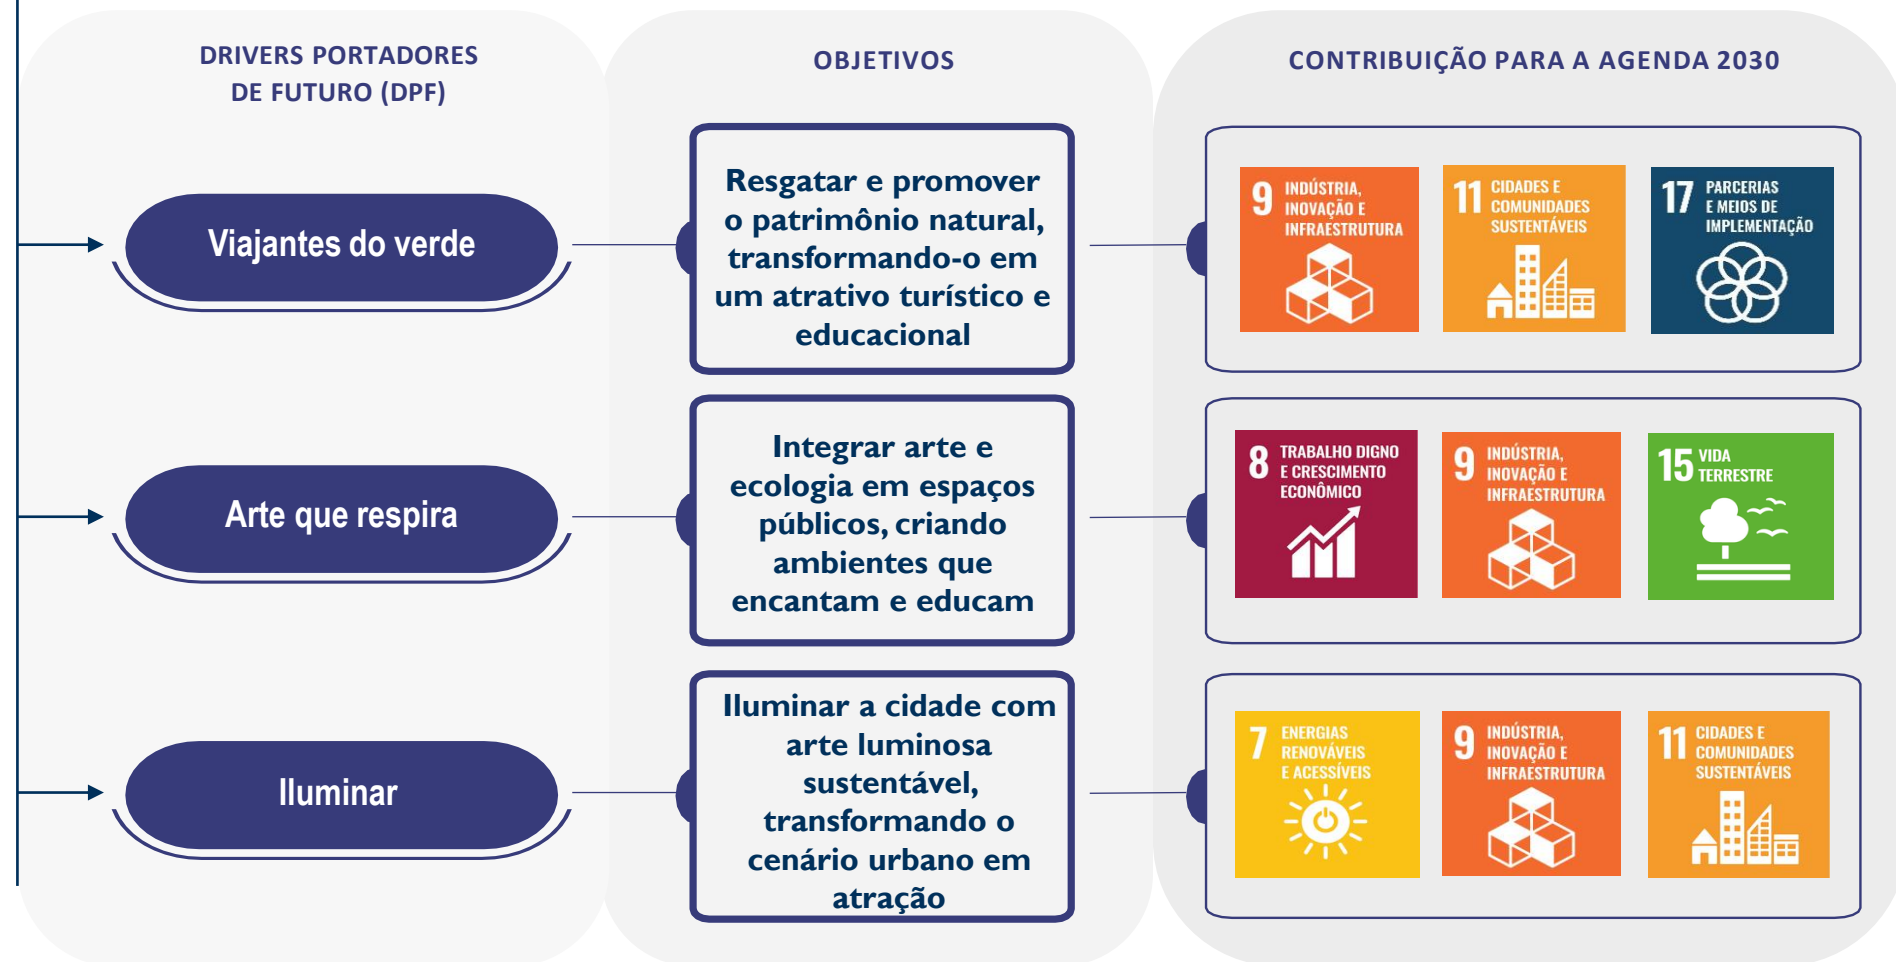 DRIVERS PORTADORES
DE FUTURO (DPF)
OBJETIVOS
CONTRIBUIÇÃO PARA A AGENDA 2030
Viajantes do verde
Resgatar e promover
o patrimônio natural,
transformando-o em
um atrativo turístico e
educacional
9 INDÚSTRIA,
INOVAÇÃO E
INFRAESTRUTURA
11 CIDADES E
COMUNIDADES
SUSTENTÁVEIS
17 PARCERIAS
E MEIOS DE
IMPLEMENTAÇÃO
Arte que respira
Integrar arte e
ecologia em espaços
públicos, criando
ambientes que
encantam e educam
8 TRABALHO DIGNO
E CRESCIMENTO
ECONÔMICO
9 INDÚSTRIA,
INOVAÇÃO E
INFRAESTRUTURA
15 VIDA
TERRESTRE
Iluminar
Iluminar a cidade com
arte luminosa
sustentável,
transformando o
cenário urbano em
atração
7 ENERGIAS
RENOVÁVEIS
E ACESSÍVEIS
9 INDÚSTRIA,
INOVAÇÃO E
INFRAESTRUTURA
11 CIDADES E
COMUNIDADES
SUSTENTÁVEIS